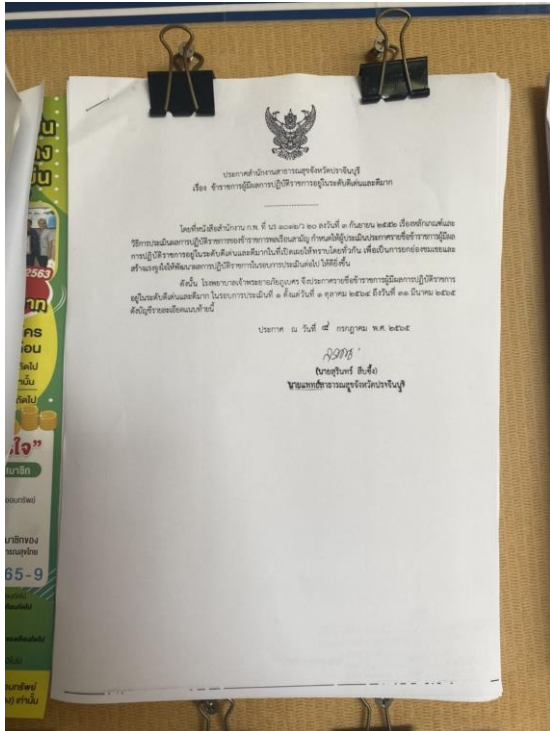 ประกาศสำนักงานสาธารณสุขจังหวัดปราจีนบุรี
เรื่อง ข้าราชการผู้มีผลการปฏิบัติราชการอยู่ในระดับดีเด่นและดีมาก
โดยที่หนังสือสำนักงาน ก.พ. ที่ นร ๑๐๑๒/ว ๒๐ ลงวันที่ ๓ กันยายน ๒๕๕๒ เรื่องหลักเกณฑ์และ
วิธีการประเมินผลการปฏิบัติราชการของข้าราชการพลเรือนสามัญ กำหนดให้ผู้ประเมินประกาศรายชื่อข้าราชการผู้มีผล
การปฏิบัติราชการอยู่ในระดับดีเด่นและดีมากในที่เปิดเผยให้ทราบโดยทั่วกัน เพื่อเป็นการยกย่องชมเชยและ
สร้างแรงจูงใจให้พัฒนาผลการปฏิบัติราชการในรอบการประเมินต่อไป ให้ดียิ่งขึ้น
ดังนั้น โรงพยาบาลเจ้าพระยาอภัยภูเบศร จึงประกาศรายชื่อข้าราชการผู้มีผลการปฏิบัติราชการ
อยู่ในระดับดีเด่นและดีมาก ในรอบการประเมินที่ ๑ ตั้งแต่วันที่ ๑ ตุลาคม ๒๕๖๔ ถึงวันที่ ๓๑ มีนาคม ๒๕๖๕
ดังบัญชีรายละเอียดแนบท้ายนี้
ประกาศ ณ วันที่ ๔ กรกฎาคม พ.ศ. ๒๕๖๕
(นายสุรินทร์ สืบซึ้ง)
นายแพทย์สาธารณสุขจังหวัดปราจีนบุรี
2563
65-9